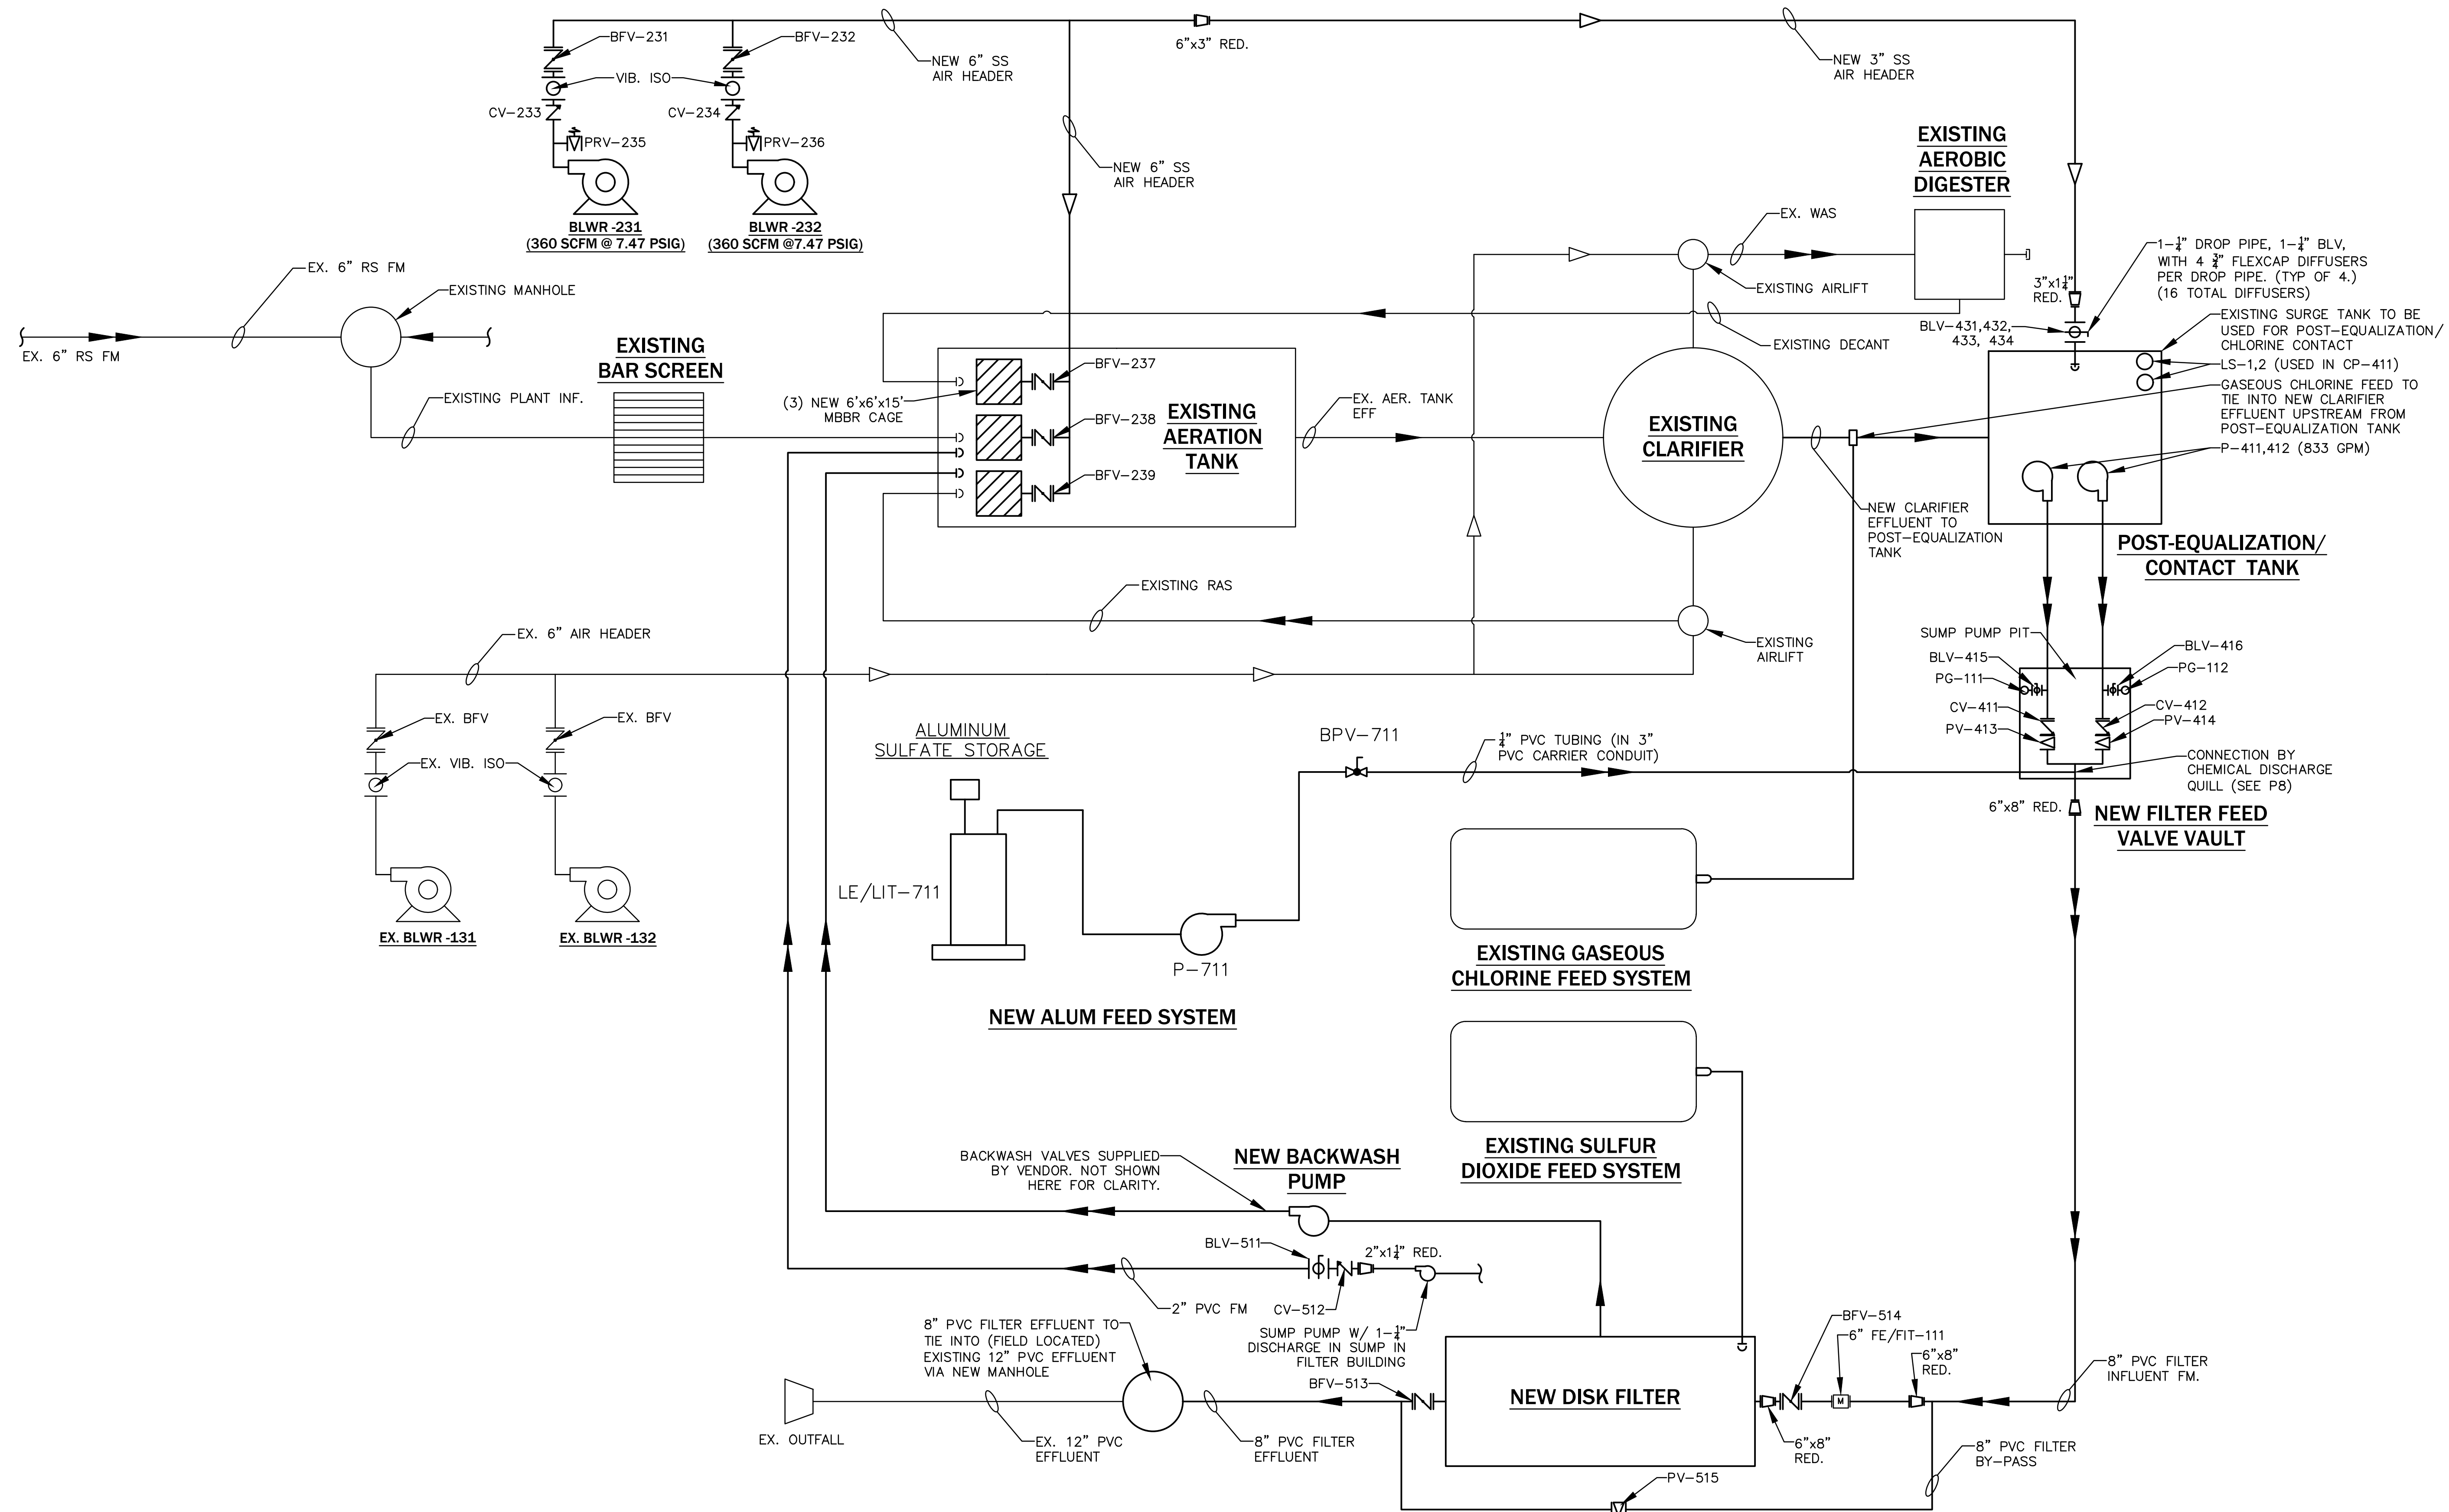 BFV-231
BFV-232
VIB. ISO
CV-233
CV-234
PRV-235
PRV-236
BLWR -231
(360 SCFM @ 7.47 PSIG)
BLWR -232
(360 SCFM @7.47 PSIG)
NEW 6" SS
AIR HEADER
6"x3" RED.
NEW 3" SS
AIR HEADER
NEW 6" SS
AIR HEADER
EXISTING
AEROBIC
DIGESTER
EX. WAS
EXISTING AIRLIFT
EXISTING DECANT
3"x1¼"
RED.
1-¼" DROP PIPE, 1-¼" BLV,
WITH 4 ¾" FLEXCAP DIFFUSERS
PER DROP PIPE. (TYP OF 4.)
(16 TOTAL DIFFUSERS)
BLV-431,432,
433, 434
EXISTING SURGE TANK TO BE
USED FOR POST-EQUALIZATION/
CHLORINE CONTACT
LS-1,2 (USED IN CP-411)
GASEOUS CHLORINE FEED TO
TIE INTO NEW CLARIFIER
EFFLUENT UPSTREAM FROM
POST-EQUALIZATION TANK
P-411,412 (833 GPM)
EX. 6" RS FM
EXISTING MANHOLE
EX. 6" RS FM
EXISTING PLANT INF.
EXISTING
BAR SCREEN
(3) NEW 6'x6'x15'
MBBR CAGE
BFV-237
BFV-238
BFV-239
EXISTING
AERATION
TANK
EX. AER. TANK
EFF
EXISTING
CLARIFIER
NEW CLARIFIER
EFFLUENT TO
POST-EQUALIZATION
TANK
POST-EQUALIZATION/
CONTACT TANK
EXISTING RAS
EXISTING
AIRLIFT
EX. 6" AIR HEADER
EX. BFV
EX. BFV
EX. VIB. ISO
EX. BLWR -131
EX. BLWR -132
SUMP PUMP PIT
BLV-415
PG-111
CV-411
PV-413
BLV-416
PG-112
CV-412
PV-414
CONNECTION BY
CHEMICAL DISCHARGE
QUILL (SEE P8)
6"x8" RED.
NEW FILTER FEED
VALVE VAULT
ALUMINUM
SULFATE STORAGE
LE/LIT-711
P-711
BPV-711
¼" PVC TUBING (IN 3"
PVC CARRIER CONDUIT)
NEW ALUM FEED SYSTEM
EXISTING GASEOUS
CHLORINE FEED SYSTEM
EXISTING SULFUR
DIOXIDE FEED SYSTEM
BACKWASH VALVES SUPPLIED
BY VENDOR. NOT SHOWN
HERE FOR CLARITY.
NEW BACKWASH
PUMP
BLV-511
2"x1¼" RED.
2" PVC FM
CV-512
SUMP PUMP W/ 1-¼"
DISCHARGE IN SUMP IN
FILTER BUILDING
8" PVC FILTER EFFLUENT TO
TIE INTO (FIELD LOCATED)
EXISTING 12" PVC EFFLUENT
VIA NEW MANHOLE
EX. OUTFALL
EX. 12" PVC
EFFLUENT
8" PVC FILTER
EFFLUENT
BFV-513
NEW DISK FILTER
BFV-514
6" FE/FIT-111
M
6"x8"
RED.
6"x8"
RED.
8" PVC FILTER
INFLUENT FM.
8" PVC FILTER
BY-PASS
PV-515